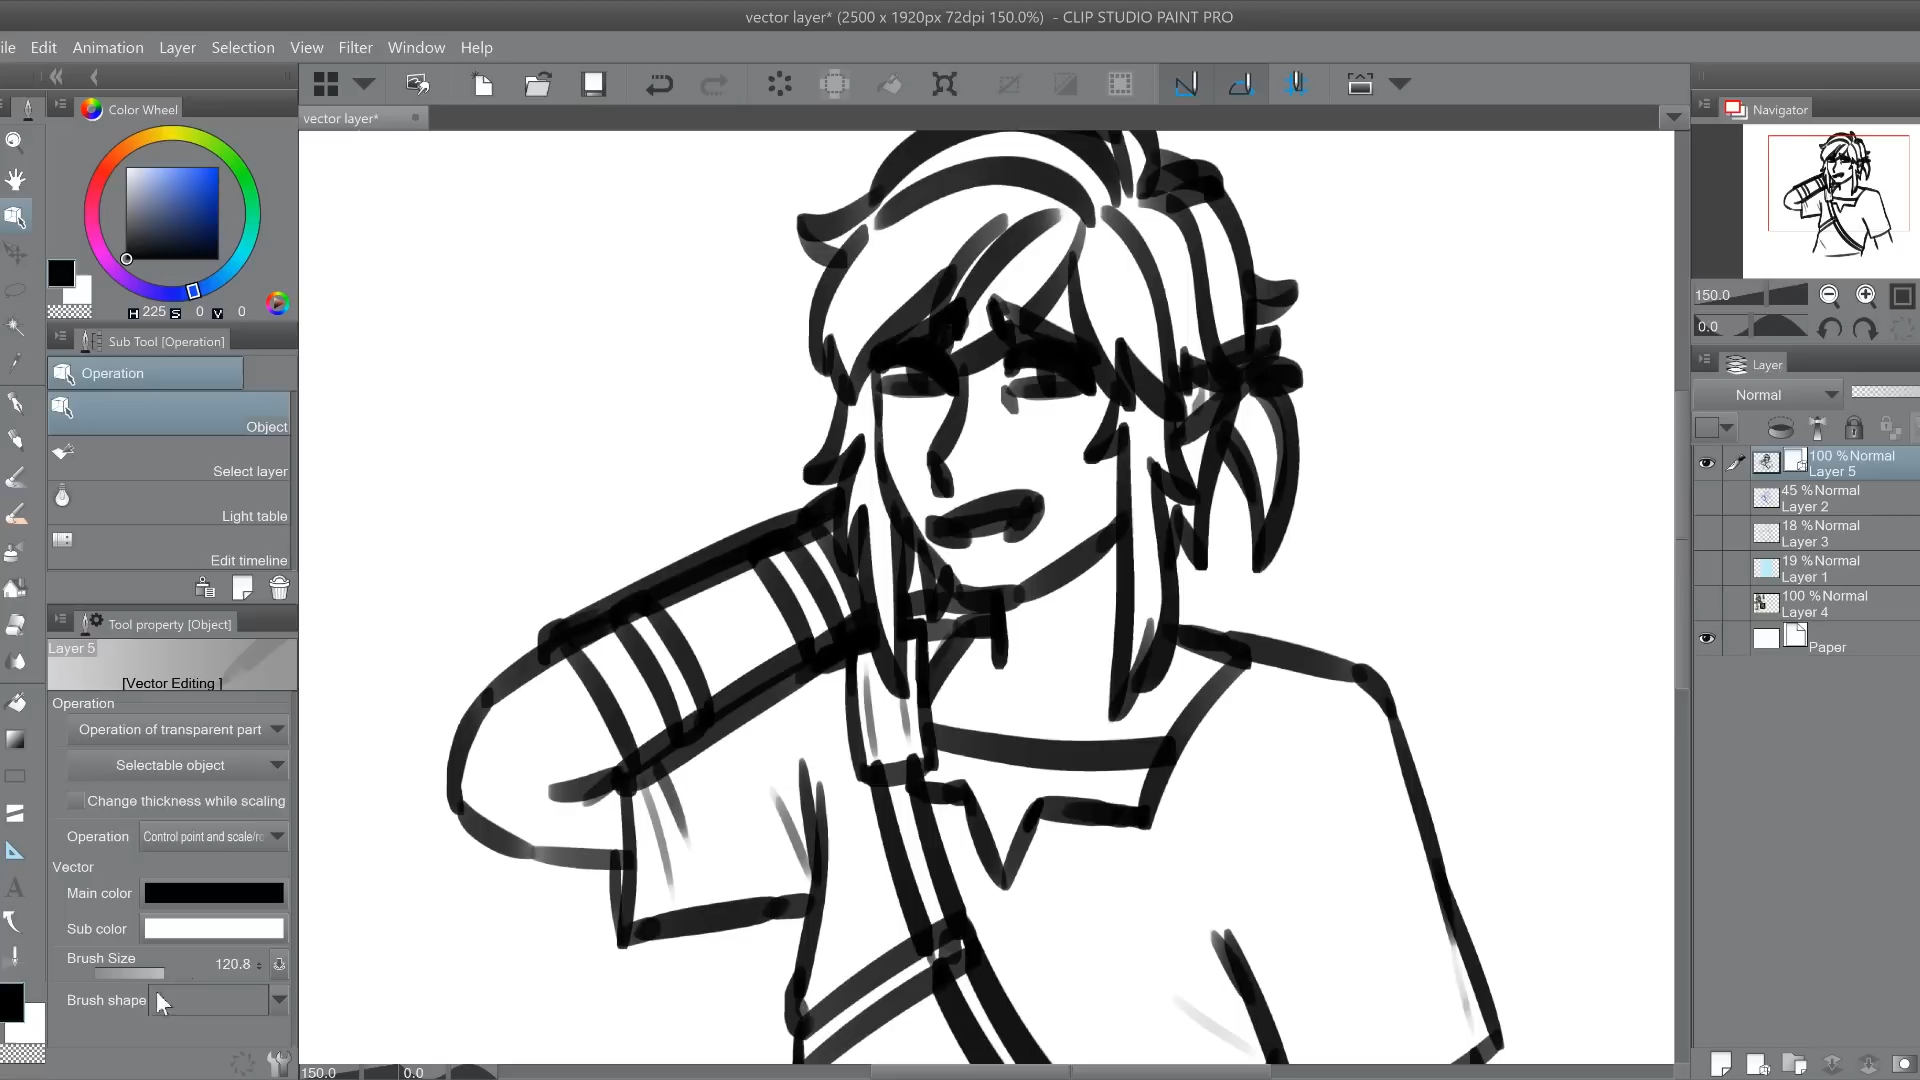 vector layer* (2500 x 1920px 72dpi 150.0%) - CLIP STUDIO PAINT PRO
ile Edit Animation Layer Selection View Filter Window Help
vector layer*
Color Wheel
H 225 S 0 V 0
Sub Tool [Operation]
Operation
Object
Select layer
Light table
Edit timeline
Tool property [Object]
Layer 5
[Vector Editing ]
Operation
Operation of transparent part
Selectable object
Change thickness while scaling
Operation Control point and scale/ro
Vector
Main color
Sub color
Brush Size 120.8
Brush shape
150.0 0.0
Navigator
150.0
0.0
Layer
Normal
100 %Normal
Layer 5
45 %Normal
Layer 2
18 %Normal
Layer 3
19 %Normal
Layer 1
100 %Normal
Layer 4
Paper